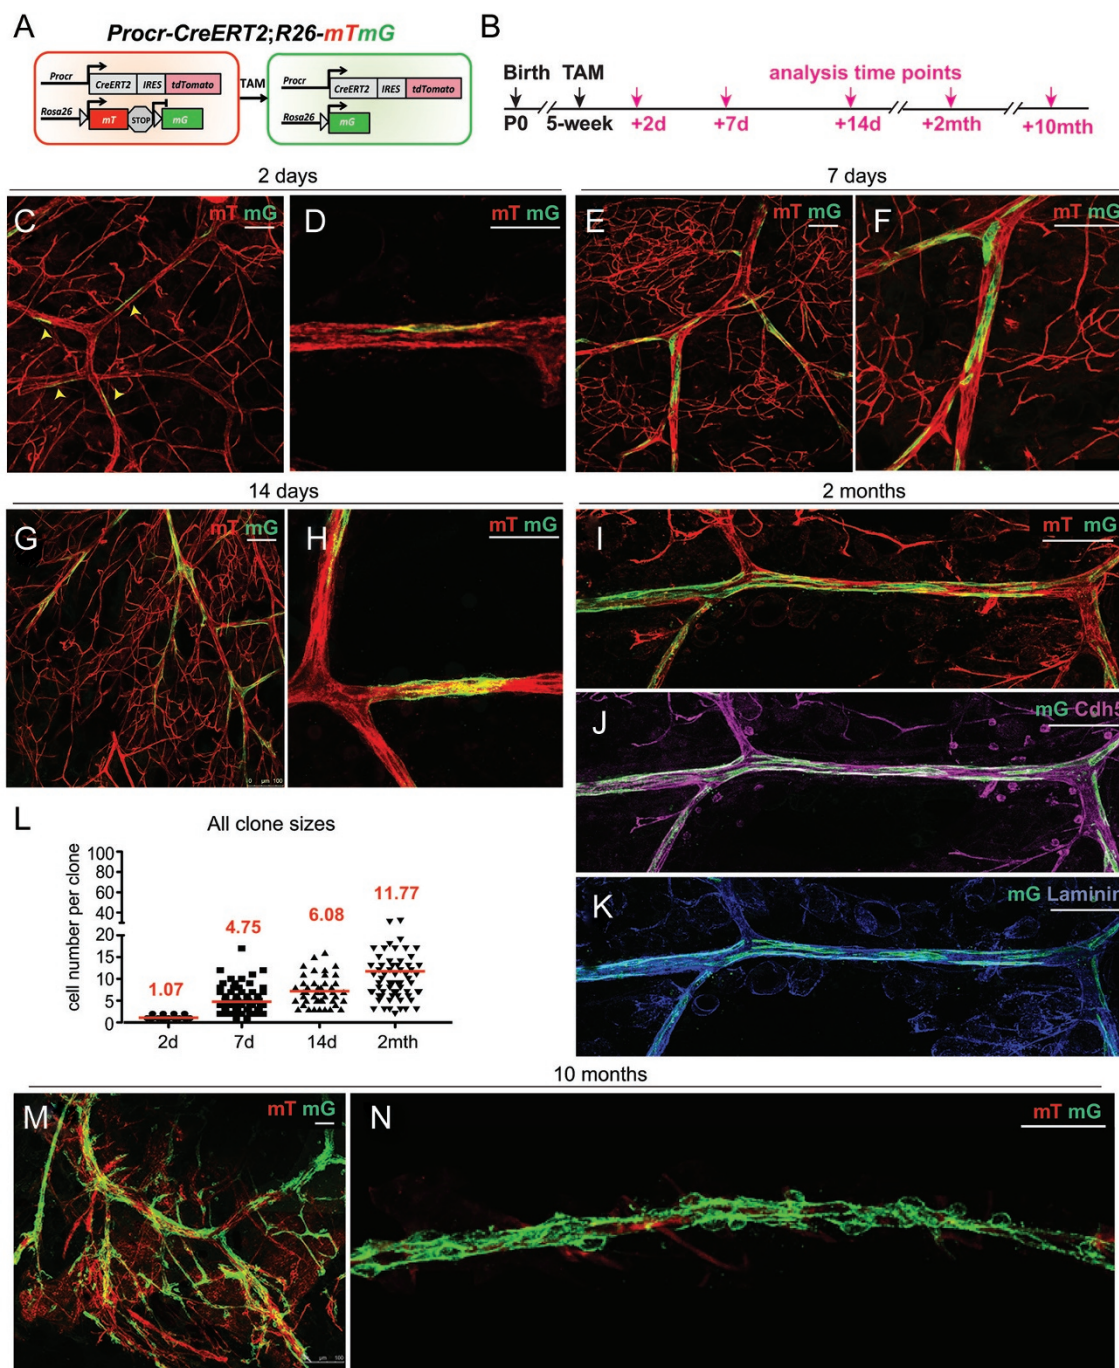 A
Procr-CreERT2;R26-mTmG
Procr
CreERT2 IRES tdTomato
Rosa26
mT STOP mG
TAM
Procr
CreERT2 IRES tdTomato
Rosa26
mG
B
Birth TAM analysis time points
P0 5-week +2d +7d +14d +2mth +10mth
2 days
7 days
C mT mG
D mT mG
E mT mG
F mT mG
14 days
2 months
G mT mG
0 µm 100
H mT mG
I mT mG
J mG Cdh5
K mG Laminin
L
All clone sizes
cell number per clone
100
80
60
40
20
15
10
5
0
1.07
4.75
6.08
11.77
2d 7d 14d 2mth
10 months
M mT mG
100
N mT mG